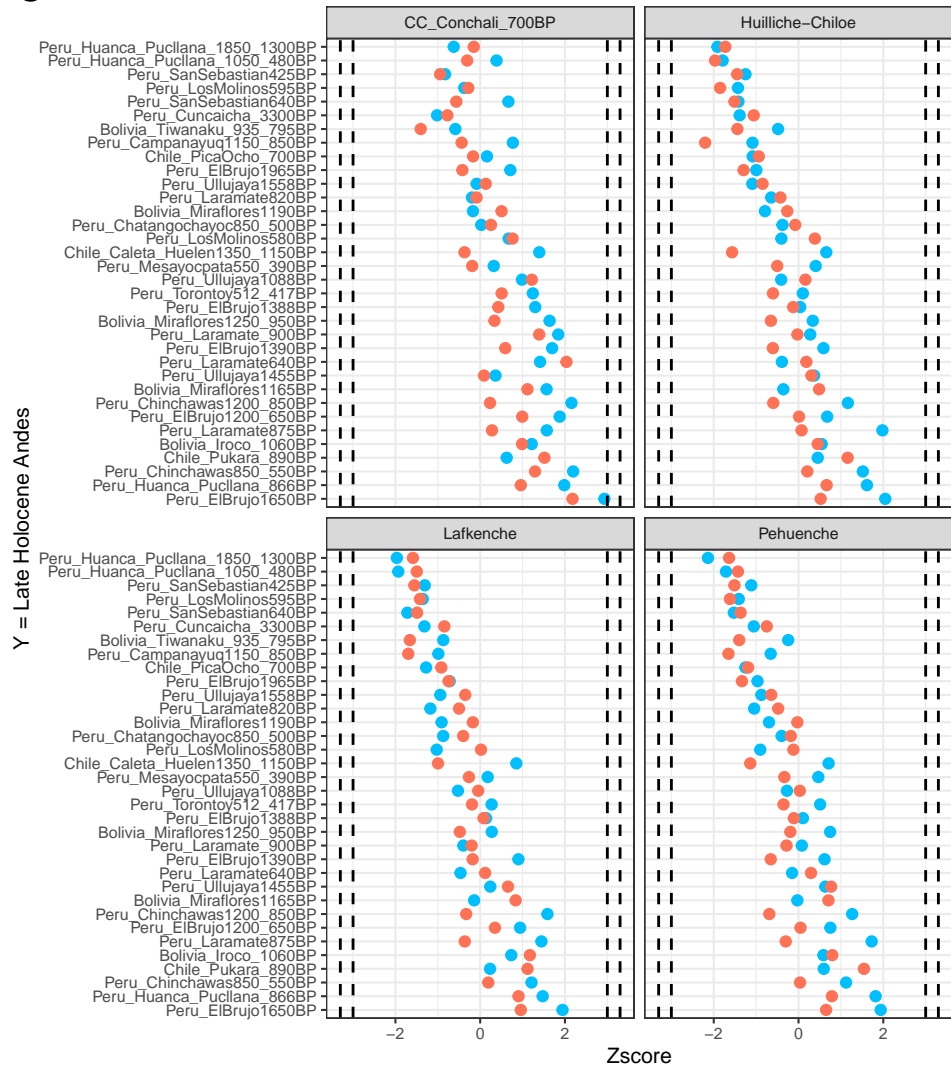 CC_Conchali_700BP
Huilliche-Chiloe
Peru_Huanca_Pucllana_1850_1300BP
Peru_Huanca_Pucllana_1050_480BP
Peru_SanSebastian425BP
Peru_LosMolinos595BP
Peru_SanSebastian640BP
Peru_Cuncaicha_3300BP
Bolivia_Tiwanaku_935_795BP
Peru_Campanayuq1150_850BP
Chile_PicaOcho_700BP
Peru_ElBrujo1965BP
Peru_Ullujaya1558BP
Peru_Laramate820BP
Bolivia_Miraflores1190BP
Peru_Chatangochayoc850_500BP
Peru_LosMolinos580BP
Chile_Caleta_Huelen1350_1150BP
Peru_Mesayocpata550_390BP
Peru_Ullujaya1088BP
Peru_Torontoy512_417BP
Peru_ElBrujo1388BP
Bolivia_Miraflores1250_950BP
Peru_Laramate_900BP
Peru_ElBrujo1390BP
Peru_Laramate640BP
Peru_Ullujaya1455BP
Bolivia_Miraflores1165BP
Peru_Chinchawas1200_850BP
Peru_ElBrujo1200_650BP
Peru_Laramate875BP
Bolivia_Iroco_1060BP
Chile_Pukara_890BP
Peru_Chinchawas850_550BP
Peru_Huanca_Pucllana_866BP
Peru_ElBrujo1650BP
Y = Late Holocene Andes
Lafkenche
Pehuenche
Peru_Huanca_Pucllana_1850_1300BP
Peru_Huanca_Pucllana_1050_480BP
Peru_SanSebastian425BP
Peru_LosMolinos595BP
Peru_SanSebastian640BP
Peru_Cuncaicha_3300BP
Bolivia_Tiwanaku_935_795BP
Peru_Campanayuq1150_850BP
Chile_PicaOcho_700BP
Peru_ElBrujo1965BP
Peru_Ullujaya1558BP
Peru_Laramate820BP
Bolivia_Miraflores1190BP
Peru_Chatangochayoc850_500BP
Peru_LosMolinos580BP
Chile_Caleta_Huelen1350_1150BP
Peru_Mesayocpata550_390BP
Peru_Ullujaya1088BP
Peru_Torontoy512_417BP
Peru_ElBrujo1388BP
Bolivia_Miraflores1250_950BP
Peru_Laramate_900BP
Peru_ElBrujo1390BP
Peru_Laramate640BP
Peru_Ullujaya1455BP
Bolivia_Miraflores1165BP
Peru_Chinchawas1200_850BP
Peru_ElBrujo1200_650BP
Peru_Laramate875BP
Bolivia_Iroco_1060BP
Chile_Pukara_890BP
Peru_Chinchawas850_550BP
Peru_Huanca_Pucllana_866BP
Peru_ElBrujo1650BP
−2 0 2 −2 0 2
Zscore